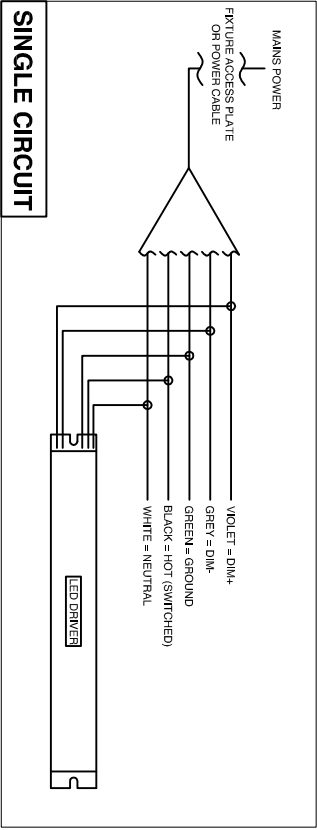 MAINS POWER
FIXTURE ACCESS PLATE
OR POWER CABLE
VIOLET = DIM+
GREY = DIM-
GREEN = GROUND
BLACK = HOT (SWITCHED)
WHITE = NEUTRAL
LED DRIVER
SINGLE CIRCUIT